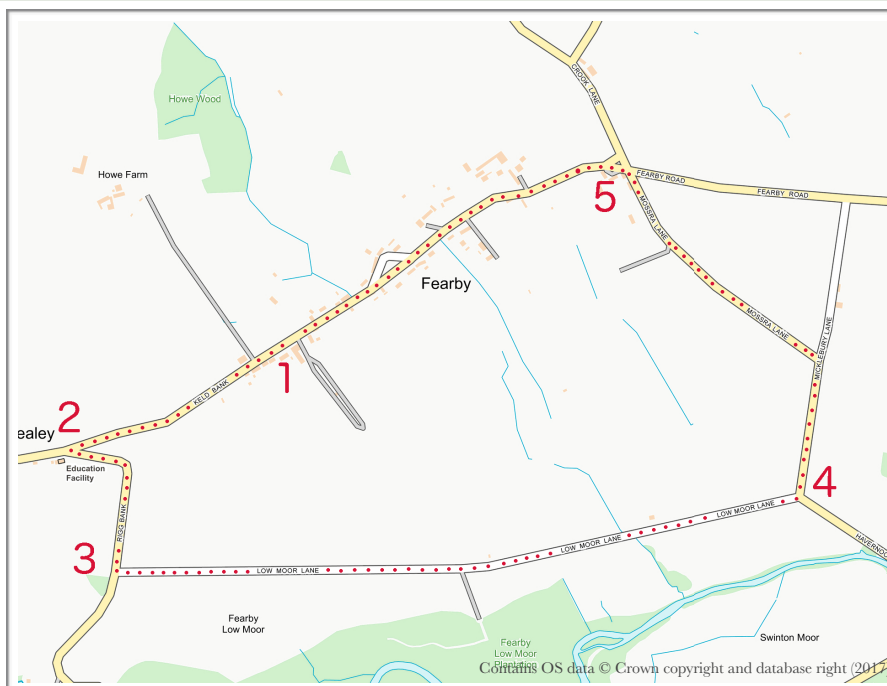 Howe Wood
CROOK LANE
Howe Farm
5
FEARBY ROAD
FEARBY ROAD
MOSSRA LANE
Fearby
MOSSRA LANE
MICKLEBURY LANE
1
KELD BANK
2
ealey
Education
Facility
4
RIGG BANK
LOW MOOR LANE
LOW MOOR LANE
HAVERNOO
3
LOW MOOR LANE
Fearby
Low Moor
Fearby
Low Moor
Plantation
Swinton Moor
Contains OS data © Crown copyright and database right (2017